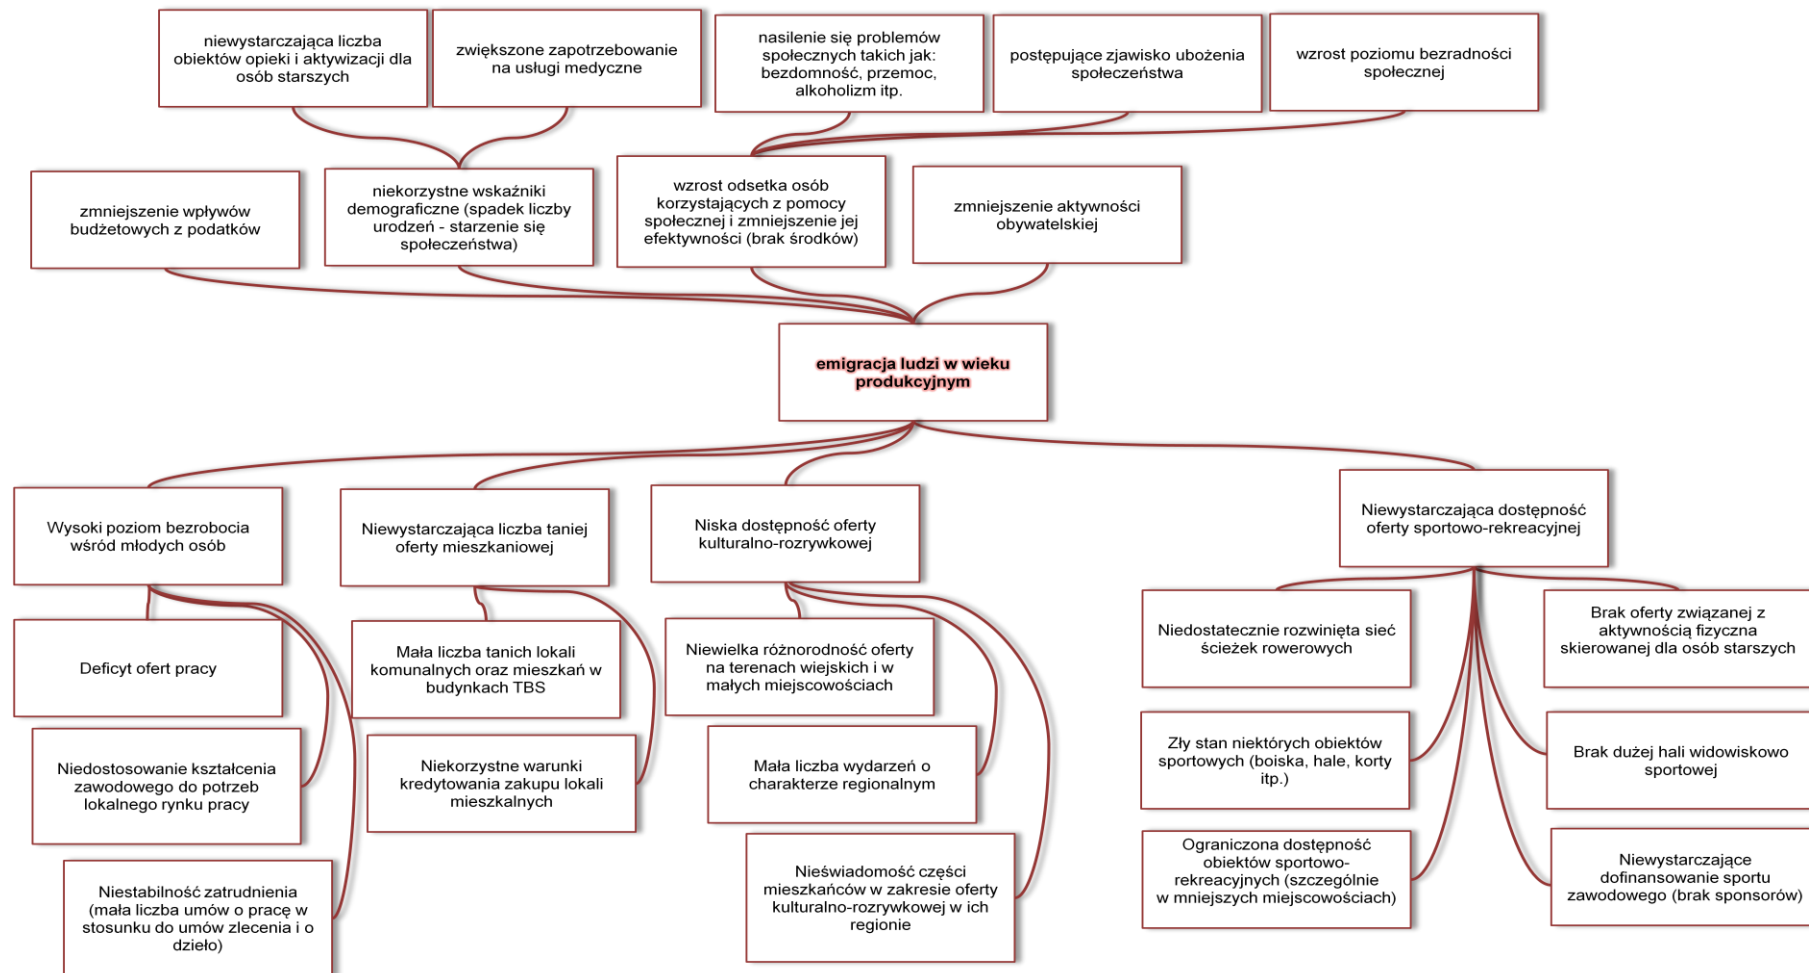 niewystarczająca liczba
obiektów opieki i aktywizacji dla
osób starszych
zwiększone zapotrzebowanie
na usługi medyczne
nasilenie się problemów
społecznych takich jak:
bezdomność, przemoc,
alkoholizm itp.
postępujące zjawisko ubożenia
społeczeństwa
wzrost poziomu bezradności
społecznej
zmniejszenie wpływów
budżetowych z podatków
niekorzystne wskaźniki
demograficzne (spadek liczby
urodzeń - starzenie się
społeczeństwa)
wzrost odsetka osób
korzystających z pomocy
społecznej i zmniejszenie jej
efektywności (brak środków)
zmniejszenie aktywności
obywatelskiej
emigracja ludzi w wieku
produkcyjnym
Wysoki poziom bezrobocia
wśród młodych osób
Niewystarczająca liczba taniej
oferty mieszkaniowej
Niska dostępność oferty
kulturalno-rozrywkowej
Niewystarczająca dostępność
oferty sportowo-rekreacyjnej
Deficyt ofert pracy
Niedostosowanie kształcenia
zawodowego do potrzeb
lokalnego rynku pracy
Niestabilność zatrudnienia
(mała liczba umów o pracę w
stosunku do umów zlecenia i o
dzieło)
Mała liczba tanich lokali
komunalnych oraz mieszkań w
budynkach TBS
Niekorzystne warunki
kredytowania zakupu lokali
mieszkalnych
Niewielka różnorodność oferty
na terenach wiejskich i w
małych miejscowościach
Mała liczba wydarzeń o
charakterze regionalnym
Nieświadomość części
mieszkańców w zakresie oferty
kulturalno-rozrywkowej w ich
regionie
Niedostatecznie rozwinięta sieć
ścieżek rowerowych
Brak oferty związanej z
aktywnością fizyczna
skierowanej dla osób starszych
Zły stan niektórych obiektów
sportowych (boiska, hale, korty
itp.)
Brak dużej hali widowiskowo
sportowej
Ograniczona dostępność
obiektów sportowo-
rekreacyjnych (szczególnie
w mniejszych miejscowościach)
Niewystarczające
dofinansowanie sportu
zawodowego (brak sponsorów)